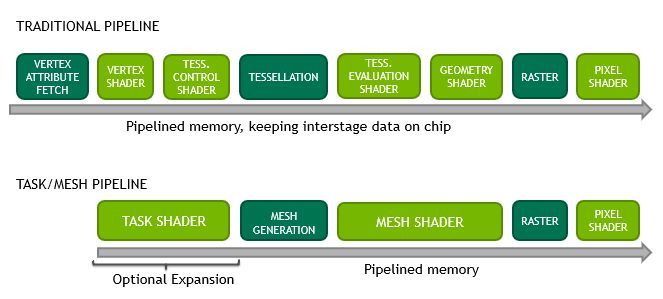 TRADITIONAL PIPELINE
VERTEX
ATTRIBUTE
FETCH
VERTEX
SHADER
TESS.
CONTROL
SHADER
TESSELLATION
TESS.
EVALUATION
SHADER
GEOMETRY
SHADER
RASTER
PIXEL
SHADER
Pipelined memory, keeping interstage data on chip
TASK/MESH PIPELINE
TASK SHADER
MESH
GENERATION
MESH SHADER
RASTER
PIXEL
SHADER
Optional Expansion
Pipelined memory